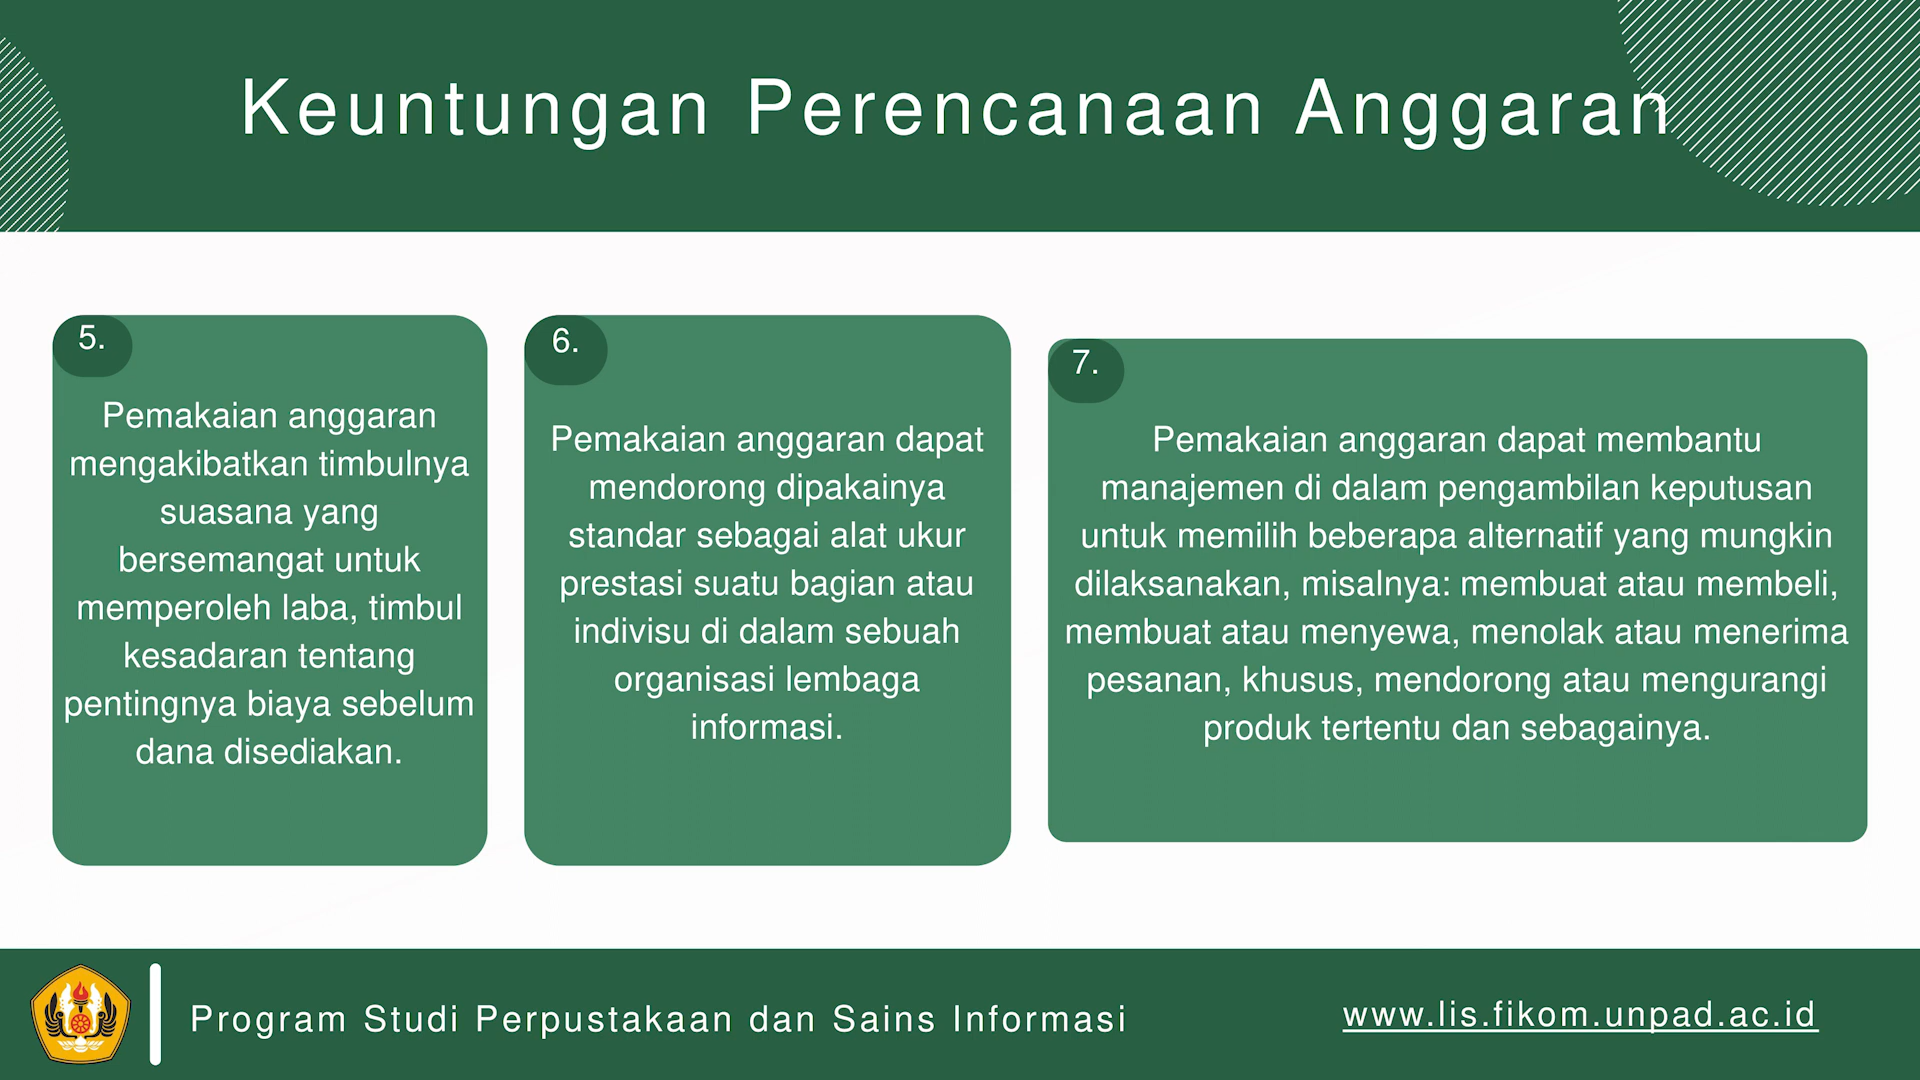 Keuntungan Perencanaan Anggaran
5.
Pemakaian anggaran
mengakibatkan timbulnya
suasana yang
bersemangat untuk
memperoleh laba, timbul
kesadaran tentang
pentingnya biaya sebelum
dana disediakan.
6.
Pemakaian anggaran dapat
mendorong dipakainya
standar sebagai alat ukur
prestasi suatu bagian atau
indivisu di dalam sebuah
organisasi lembaga
informasi.
7.
Pemakaian anggaran dapat membantu
manajemen di dalam pengambilan keputusan
untuk memilih beberapa alternatif yang mungkin
dilaksanakan, misalnya: membuat atau membeli,
membuat atau menyewa, menolak atau menerima
pesanan, khusus, mendorong atau mengurangi
produk tertentu dan sebagainya.
Program Studi Perpustakaan dan Sains Informasi
www.lis.fikom.unpad.ac.id